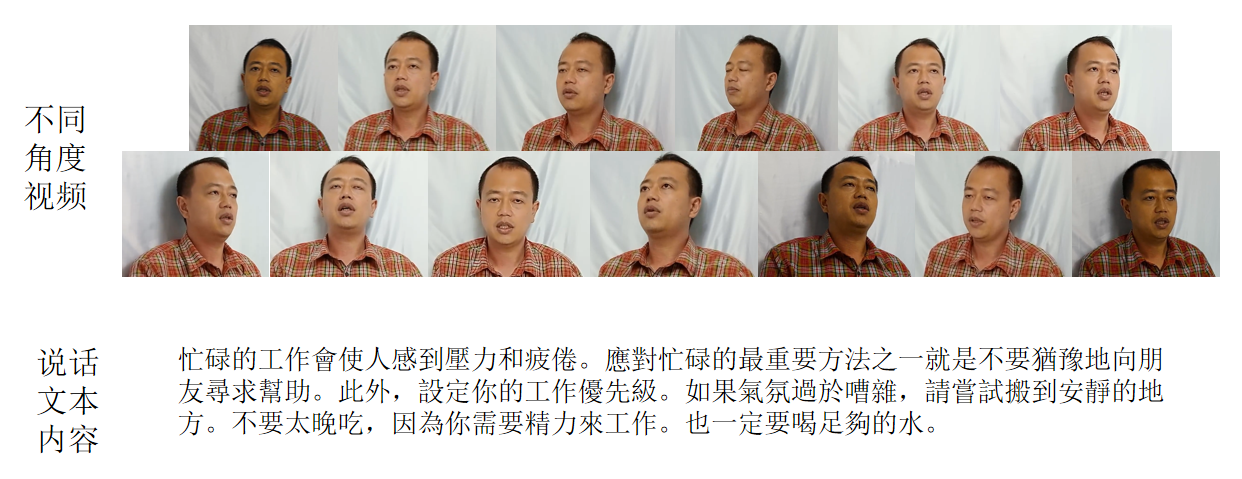 不同
角度
视频
说话
文本
内容
忙碌的工作會使人感到壓力和疲倦。應對忙碌的最重要方法之一就是不要猶豫地向朋
友尋求幫助。此外，設定你的工作優先級。如果氣氛過於嘈雜，請嘗試搬到安靜的地
方。不要太晚吃，因為你需要精力來工作。也一定要喝足夠的水。